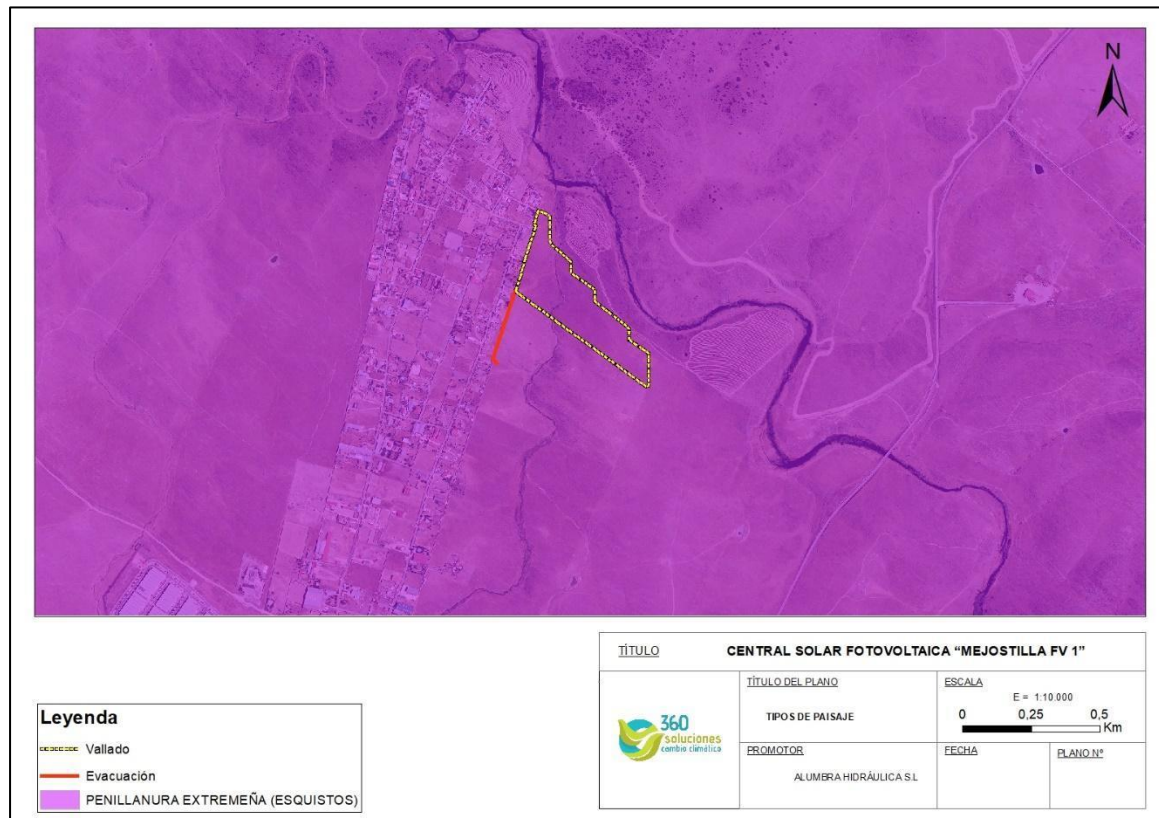 N
TÍTULO
CENTRAL SOLAR FOTOVOLTAICA “MEJOSTILLA FV 1”
360
soluciones
cambio climático
TÍTULO DEL PLANO
TIPOS DE PAISAJE
ESCALA
E = 1:10.000
0 0,25 0,5
Km
PROMOTOR
ALUMBRA HIDRÁULICA S.L
FECHA
PLANO Nº
Leyenda
Vallado
Evacuación
PENILLANURA EXTREMEÑA (ESQUISTOS)